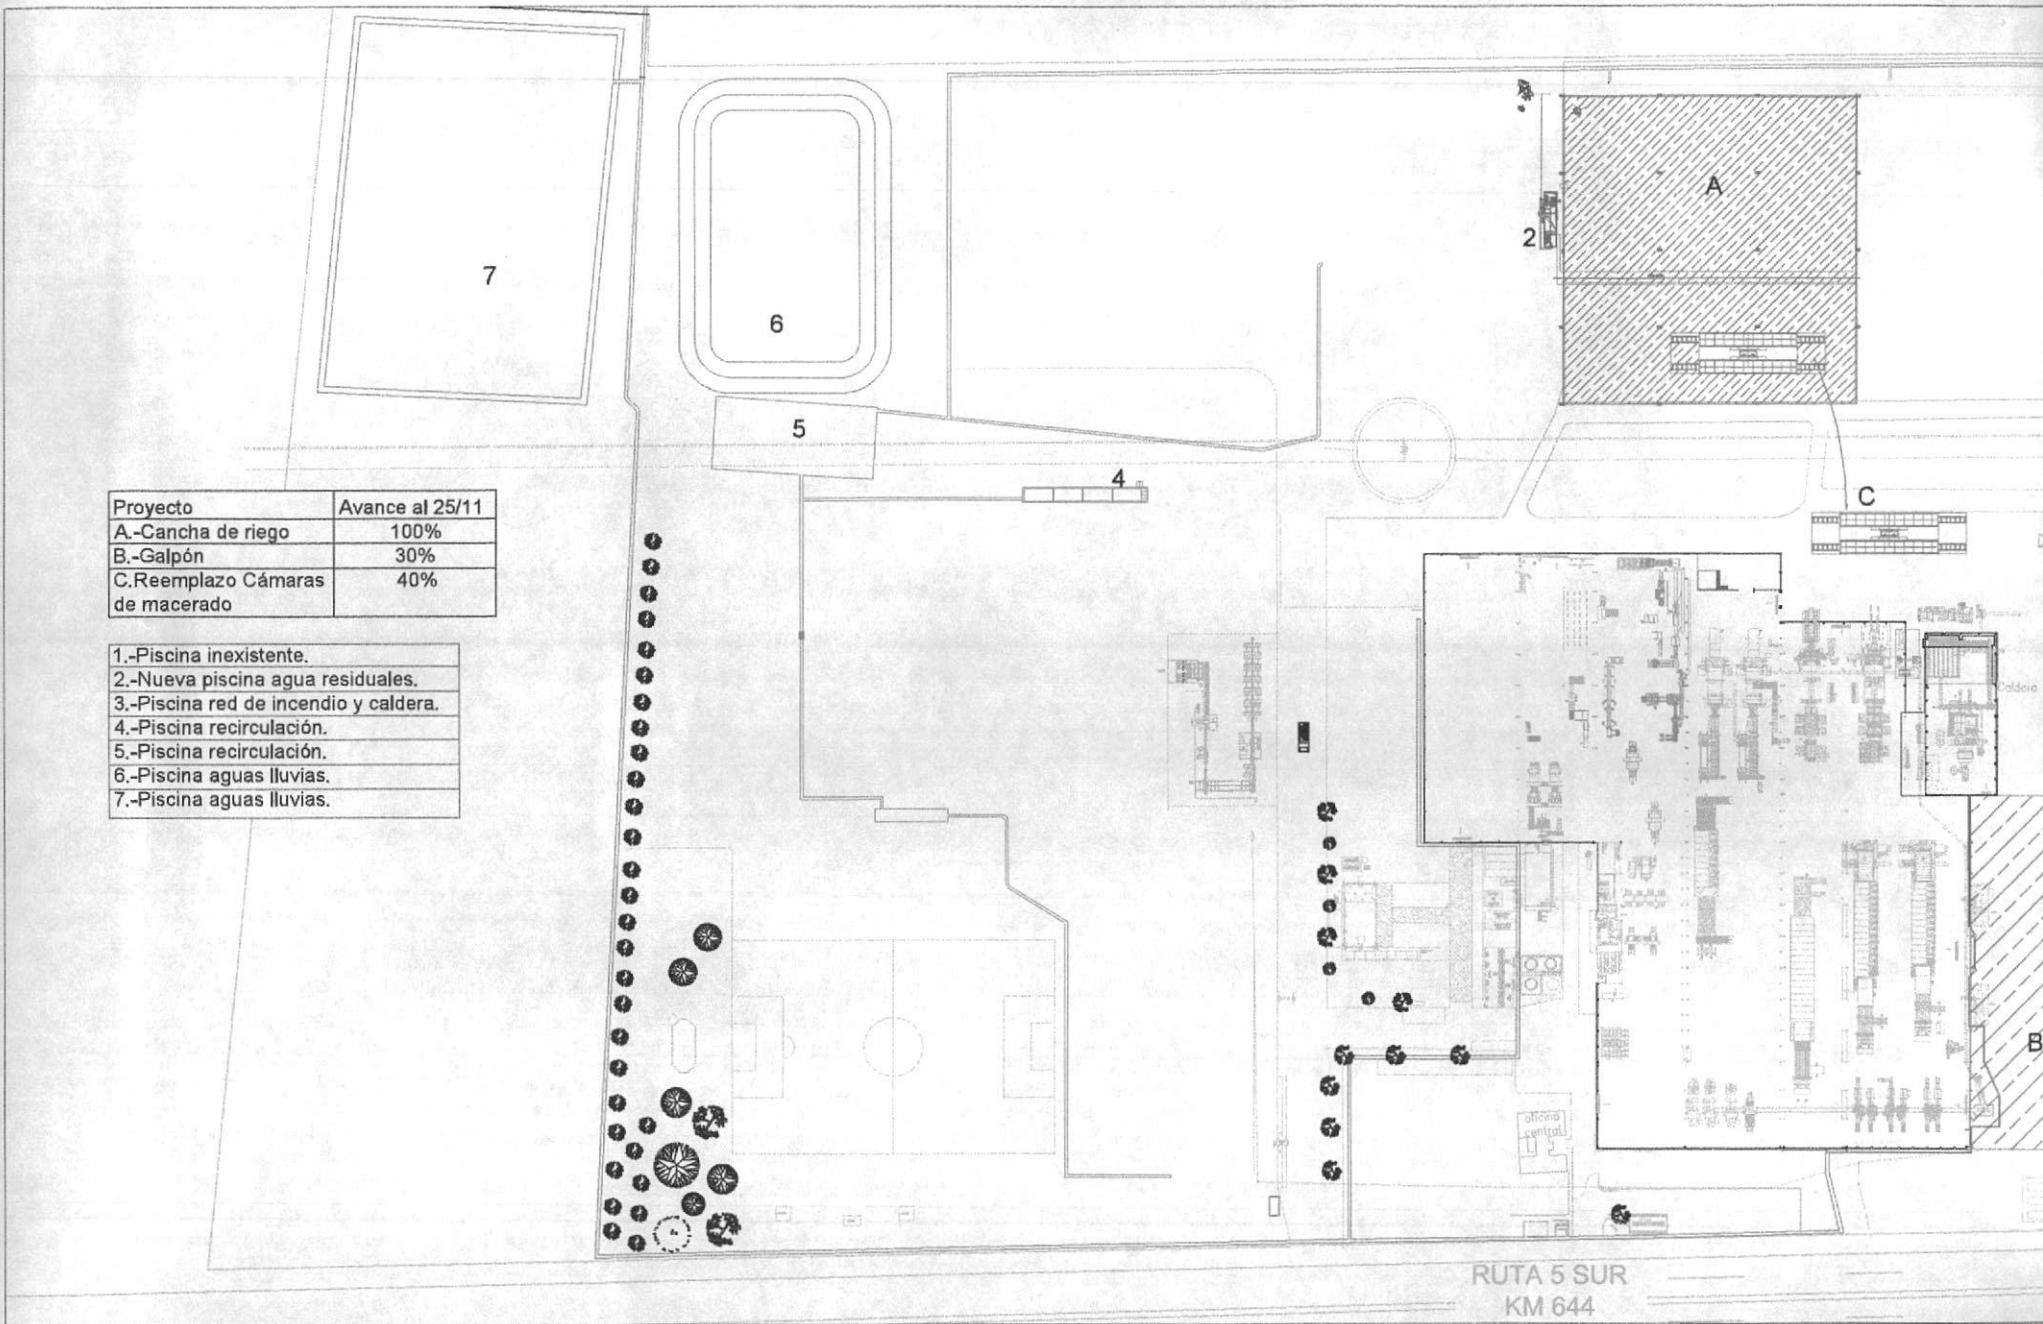 A
2
7
6
5
4
C
Proyecto Avance al 25/11
A.-Cancha de riego 100%
B.-Galpón 30%
C.Reemplazo Cámaras 40%
de macerado
1.-Piscina inexistente.
2.-Nueva piscina agua residuales.
3.-Piscina red de incendio y caldera.
4.-Piscina recirculación.
5.-Piscina recirculación.
6.-Piscina aguas lluvias.
7.-Piscina aguas lluvias.
Caldera
B
oficina
central
RUTA 5 SUR
KM 644